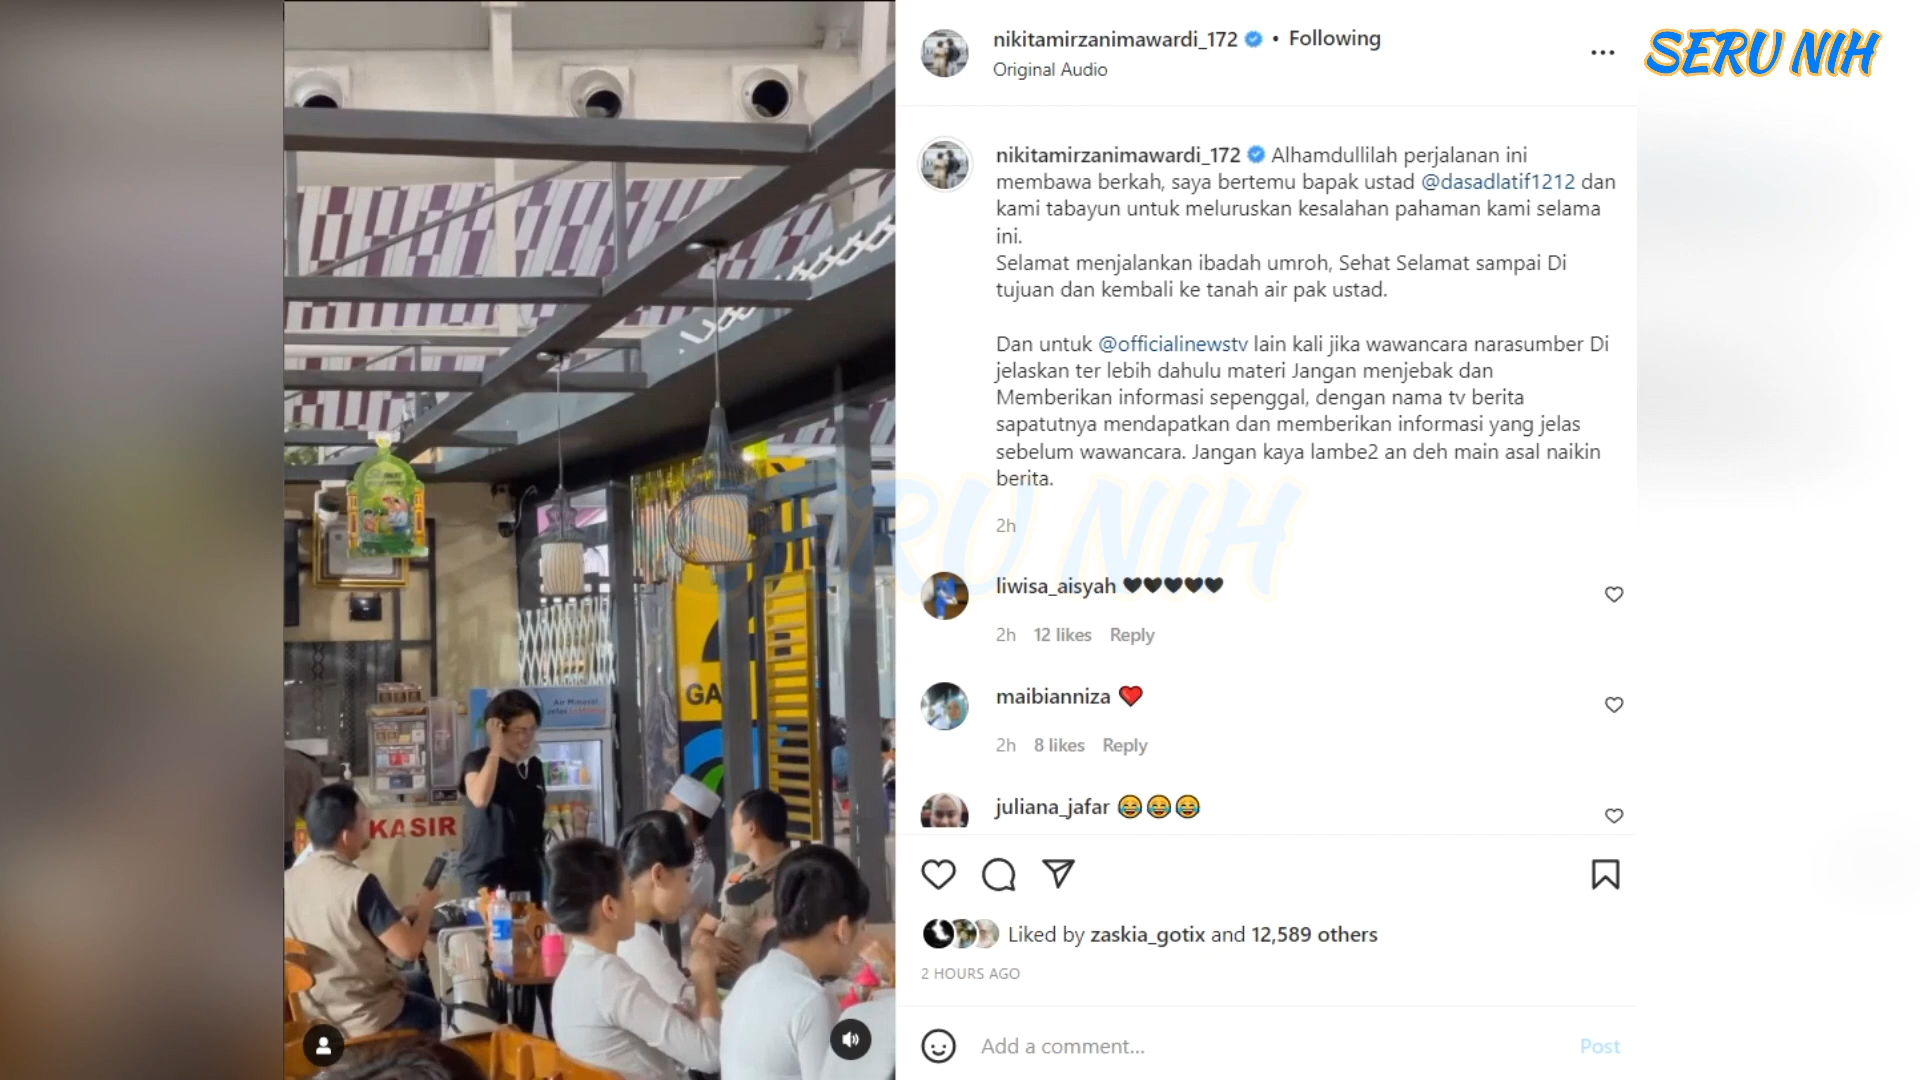 nikitamirzanimawardi_172 • Following
Original Audio
SERU NIH
nikitamirzanimawardi_172 Alhamdullilah perjalanan ini
membawa berkah, saya bertemu bapak ustad @dasadlatif1212 dan
kami tabayun untuk meluruskan kesalahan pahaman kami selama
ini.
Selamat menjalankan ibadah umroh, Sehat Selamat sampai Di
tujuan dan kembali ke tanah air pak ustad.
Dan untuk @officialinewstv lain kali jika wawancara narasumber Di
jelaskan ter lebih dahulu materi Jangan menjebak dan
Memberikan informasi sepenggal, dengan nama tv berita
sapatutnya mendapatkan dan memberikan informasi yang jelas
sebelum wawancara. Jangan kaya lambe2 an deh main asal naikin
berita.
2h
SERU NIH
liwisa_aisyah 🖤🖤🖤🖤🖤
2h 12 likes Reply
maibianniza ❤️
2h 8 likes Reply
juliana_jafar 😂😂😂
Liked by zaskia_gotix and 12,589 others
2 HOURS AGO
Add a comment... Post
Air Mineral
GA
KASIR